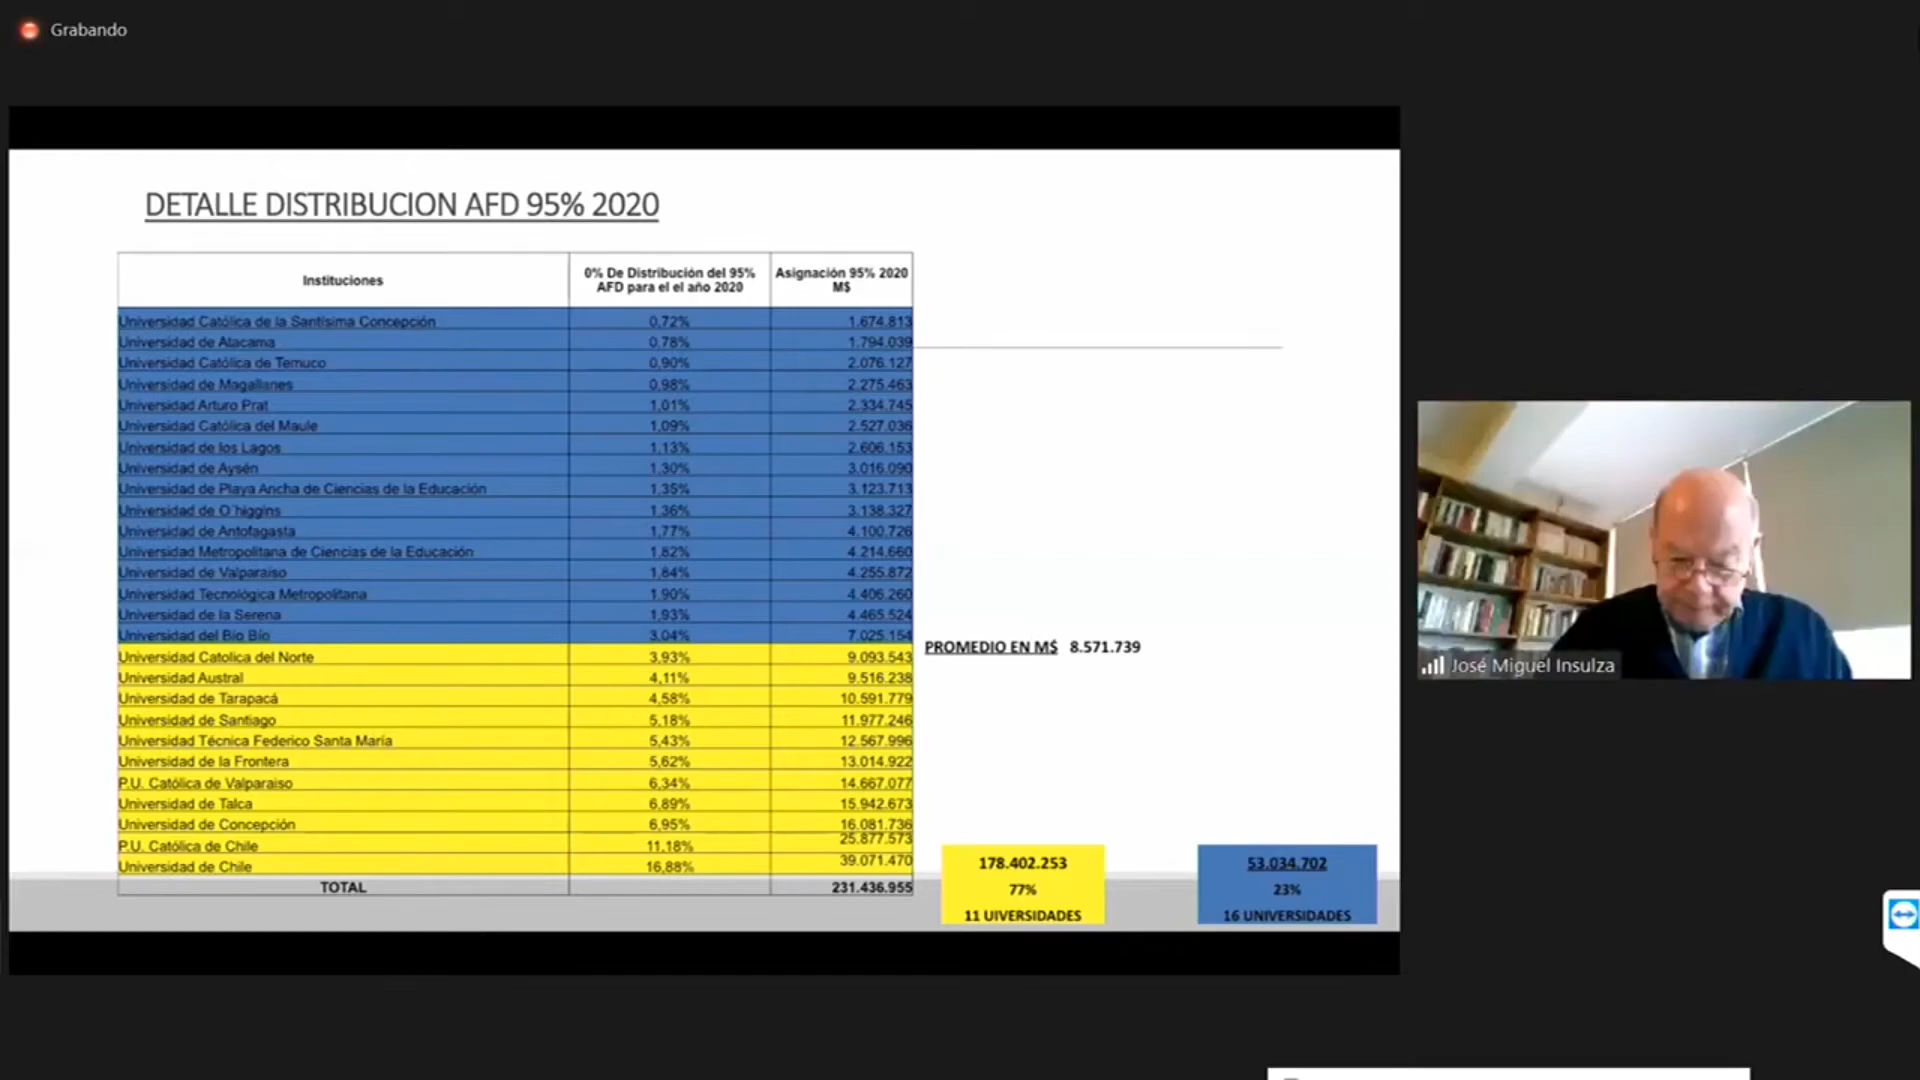 Grabando
DETALLE DISTRIBUCION AFD 95% 2020
Instituciones
0% De Distribución del 95%
AFD para el el año 2020
Asignación 95% 2020
M$
Universidad Católica de la Santísima Concepción 0,72% 1.674.813
Universidad de Atacama 0,78% 1.794.039
Universidad Católica de Temuco 0,90% 2.076.127
Universidad de Magallanes 0,98% 2.275.463
Universidad Arturo Prat 1,01% 2.334.745
Universidad Católica del Maule 1,09% 2.527.036
Universidad de los Lagos 1,13% 2.606.153
Universidad de Aysén 1,30% 3.016.090
Universidad de Playa Ancha de Ciencias de la Educación 1,35% 3.123.713
Universidad de O´higgins 1,36% 3.138.327
Universidad de Antofagasta 1,77% 4.100.726
Universidad Metropolitana de Ciencias de la Educación 1,82% 4.214.660
Universidad de Valparaiso 1,84% 4.255.872
Universidad Tecnológica Metropolitana 1,90% 4.406.260
Universidad de la Serena 1,93% 4.465.524
Universidad del Bio Bío 3,04% 7.025.154
PROMEDIO EN M$ 8.571.739
Universidad Catolica del Norte 3,93% 9.093.543
Universidad Austral 4,11% 9.516.238
Universidad de Tarapacá 4,58% 10.591.779
Universidad de Santiago 5,18% 11.977.246
Universidad Técnica Federico Santa María 5,43% 12.567.996
Universidad de la Frontera 5,62% 13.014.922
P.U. Católica de Valparaiso 6,34% 14.667.077
Universidad de Talca 6,89% 15.942.673
Universidad de Concepción 6,95% 16.081.736
P.U. Católica de Chile 11,18% 25.877.573
Universidad de Chile 16,88% 39.071.470
TOTAL 231.436.955
178.402.253
77%
11 UIVERSIDADES
53.034.702
23%
16 UNIVERSIDADES
José Miguel Insulza